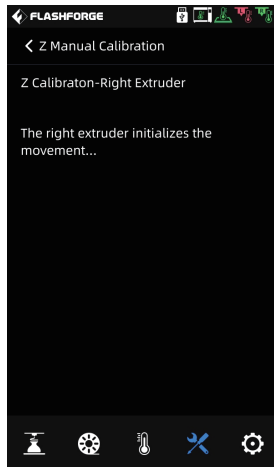 FLASHFORGE
Z Manual Calibration
Z Calibraton-Right Extruder
The right extruder initializes the
movement...